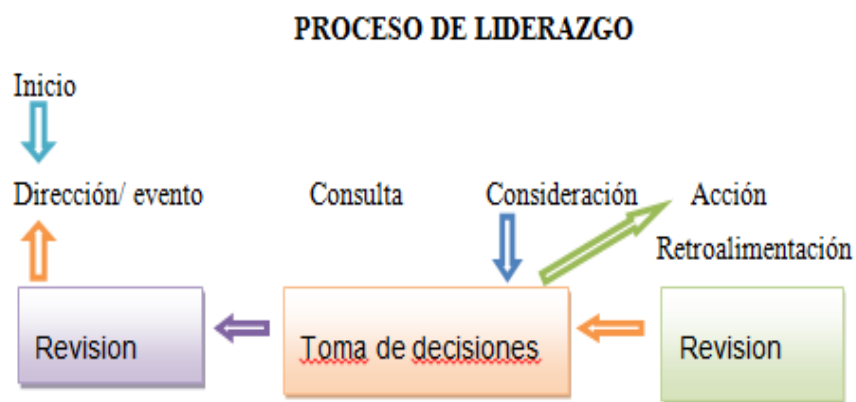 PROCESO DE LIDERAZGO
Inicio
Dirección/ evento Consulta Consideración Acción
Retroalimentación
Revision Toma de decisiones Revision